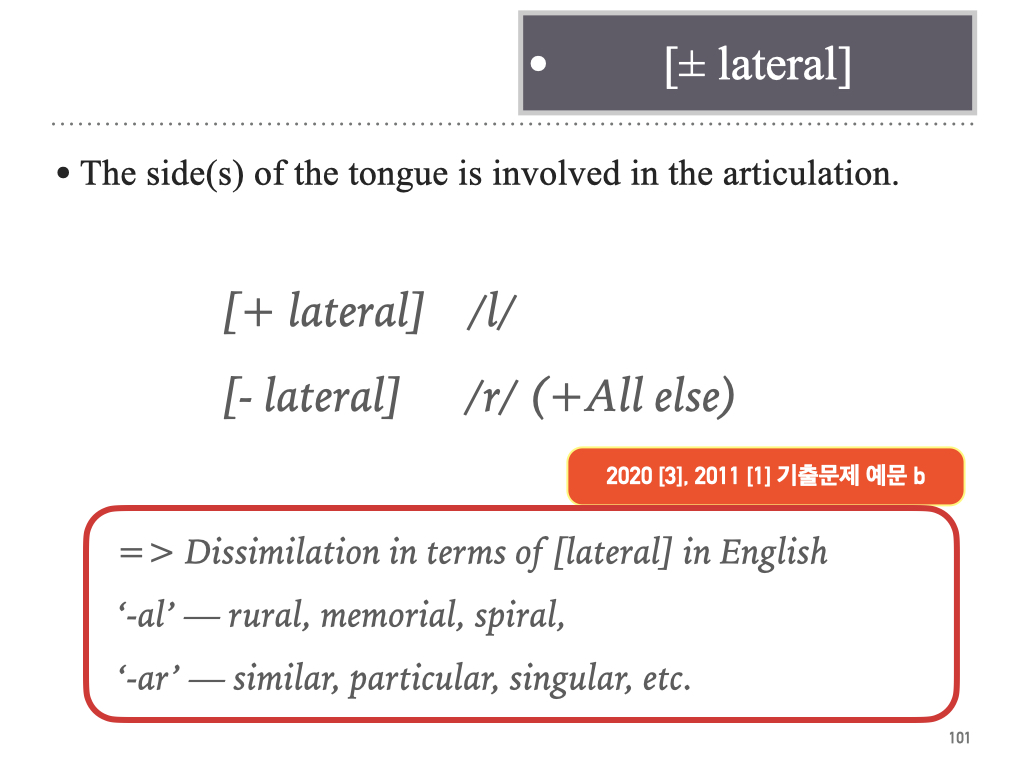 • [± lateral]
• The side(s) of the tongue is involved in the articulation.
[+ lateral] /l/
[- lateral] /r/ (+All else)
2020 [3], 2011 [1] 기출문제 예문 b
=> Dissimilation in terms of [lateral] in English
‘-al’ — rural, memorial, spiral,
‘-ar’ — similar, particular, singular, etc.
101